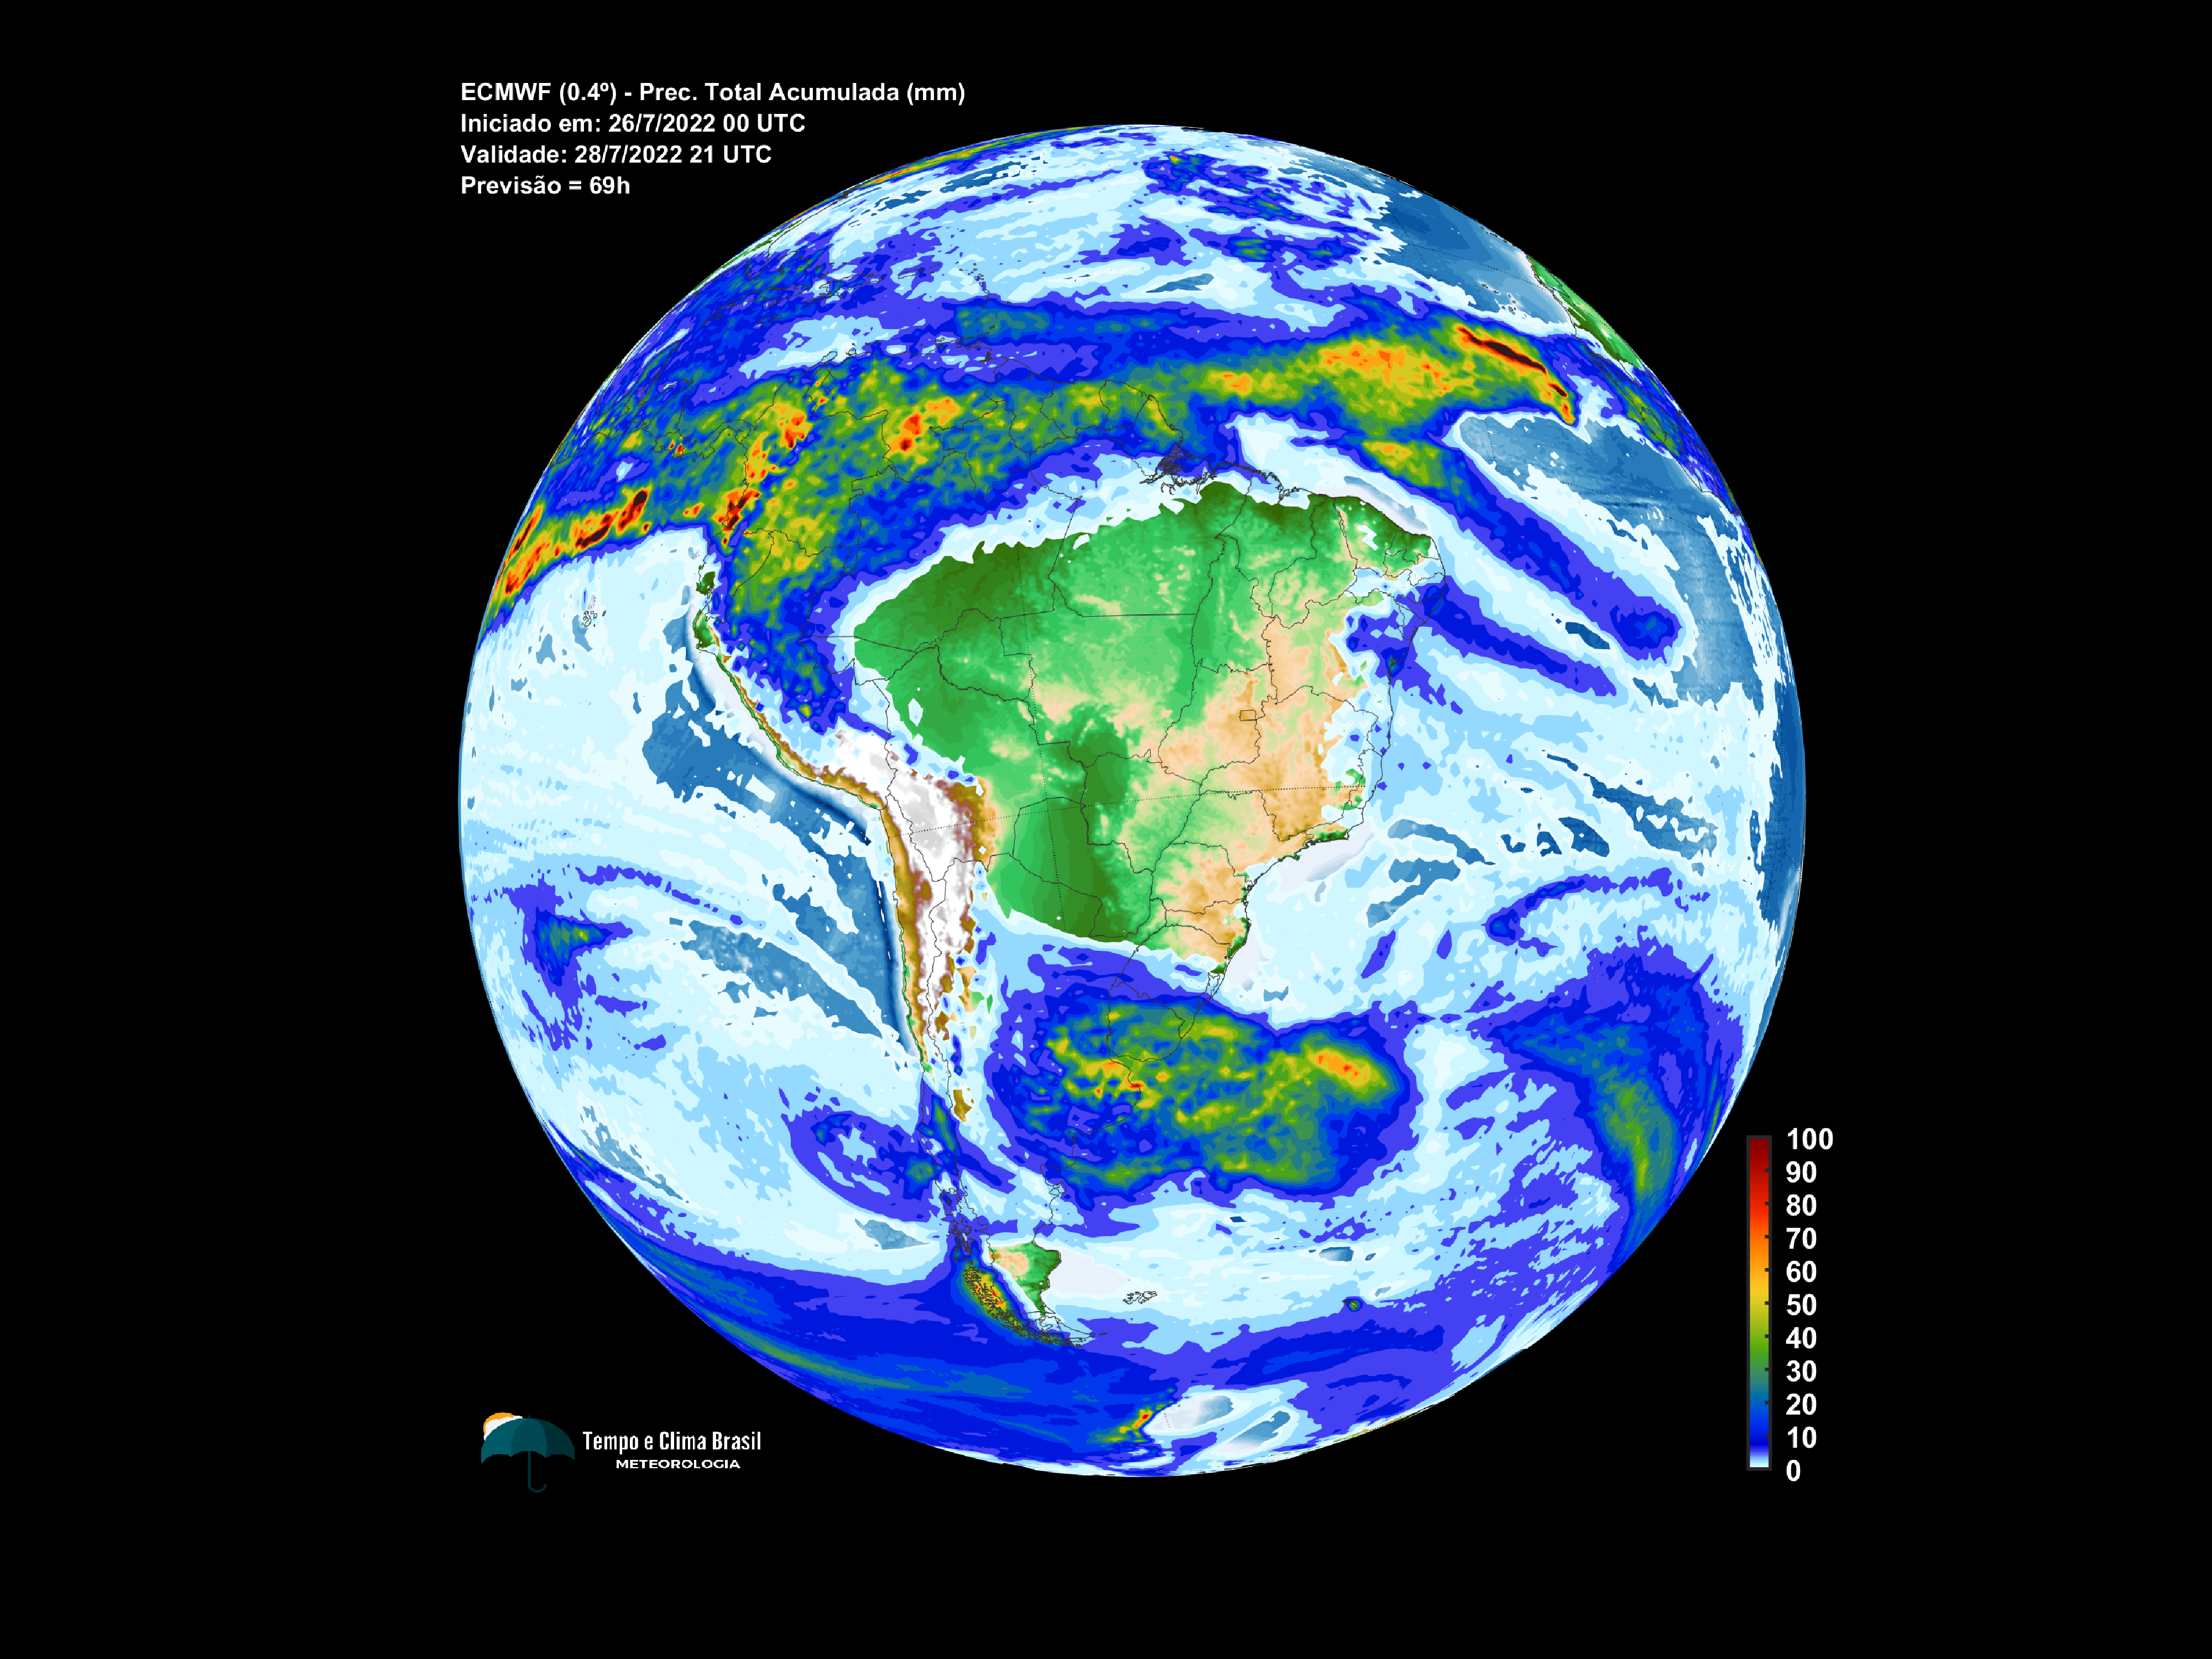 ECMWF (0.4º) - Prec. Total Acumulada (mm)
Iniciado em: 26/7/2022 00 UTC
Validade: 28/7/2022 21 UTC
Previsão = 69h
100
90
80
70
60
50
40
30
20
10
0
Tempo e Clima Brasil
METEOROLOGIA